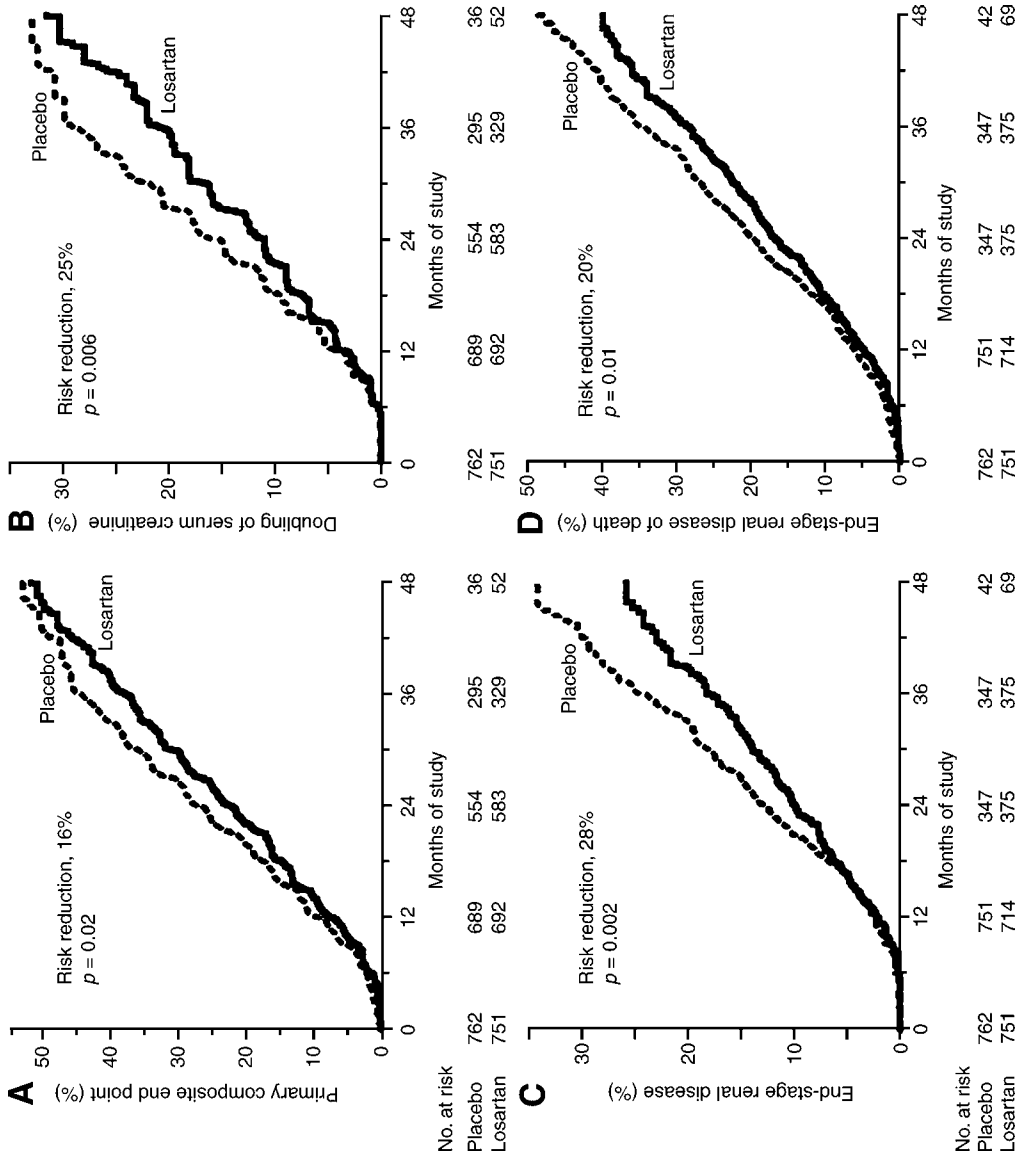 A
Primary composite end point (%)
50
40
30
20
10
0
Risk reduction, 16%
p = 0.02
Placebo
Losartan
0 12 24 36 48
Months of study
No. at risk
Placebo 762 689 554 295 36
Losartan 751 692 583 329 52
B
Doubling of serum creatinine (%)
30
20
10
0
Risk reduction, 25%
p = 0.006
Placebo
Losartan
0 12 24 36 48
Months of study
762 689 554 295 36
751 692 583 329 52
C
End-stage renal disease (%)
30
20
10
0
Risk reduction, 28%
p = 0.002
Placebo
Losartan
0 12 24 36 48
Months of study
No. at risk
Placebo 762 751 347 347 42
Losartan 751 714 375 375 69
D
End-stage renal disease of death (%)
50
40
30
20
10
0
Risk reduction, 20%
p = 0.01
Placebo
Losartan
0 12 24 36 48
Months of study
762 751 347 347 42
751 714 375 375 69